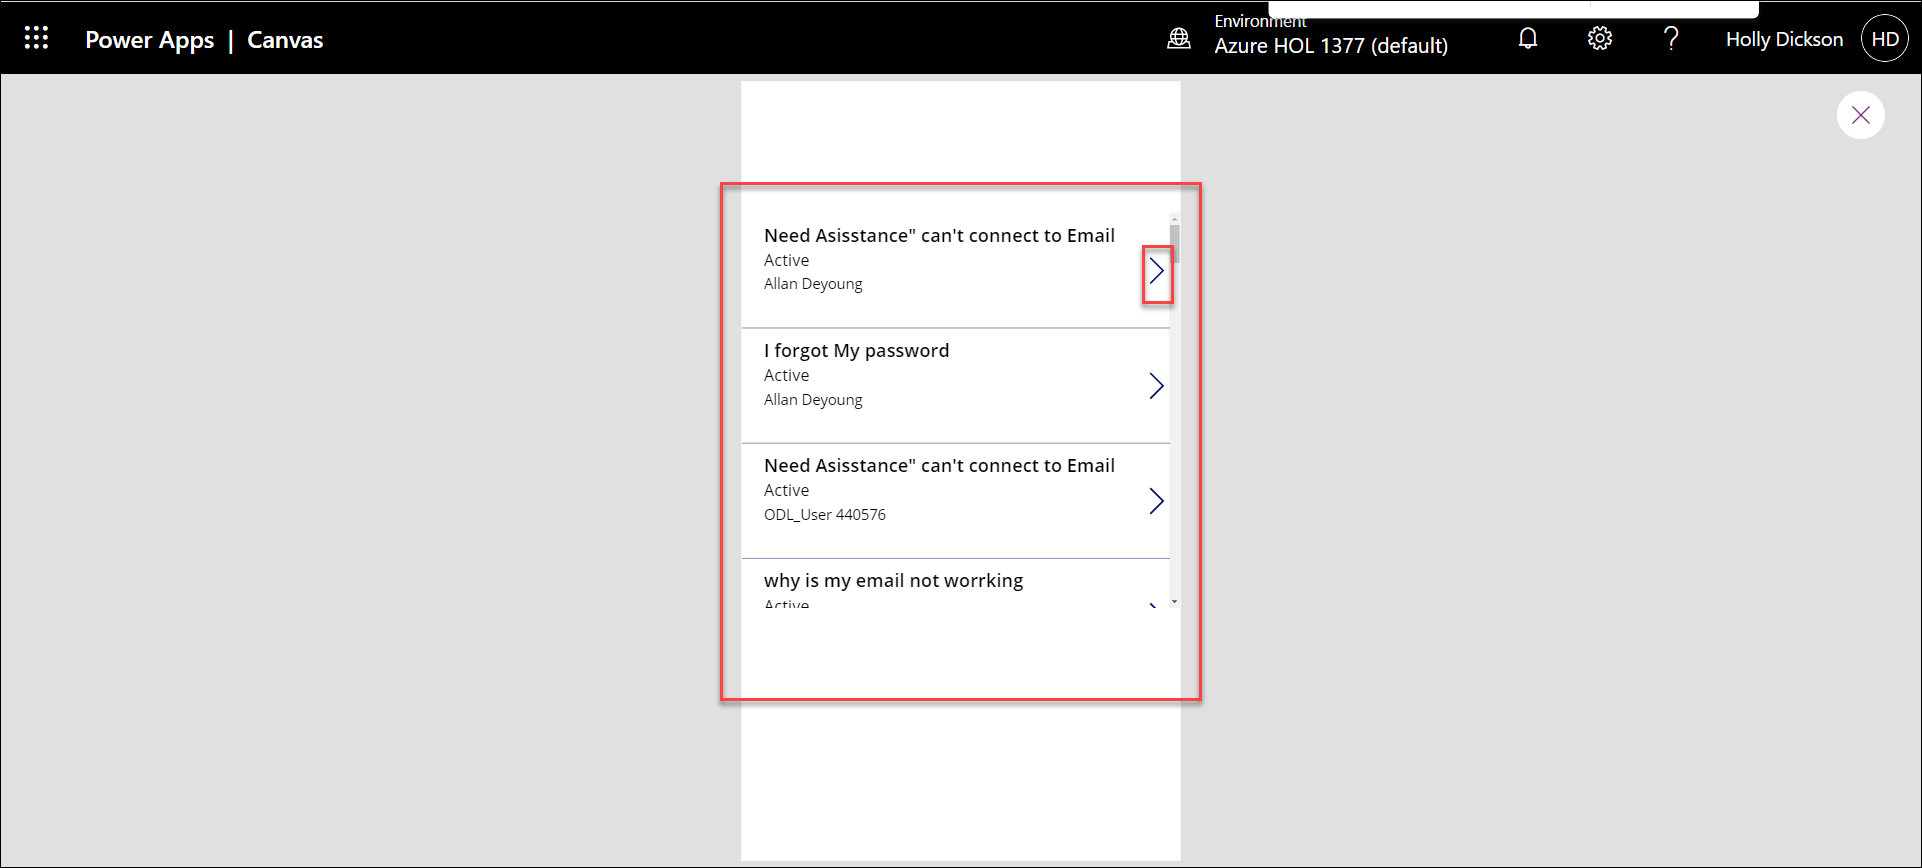 Power Apps | Canvas
Environment
Azure HOL 1377 (default)
?
Holly Dickson
HD
Need Asisstance" can't connect to Email
Active
Allan Deyoung
I forgot My password
Active
Allan Deyoung
Need Asisstance" can't connect to Email
Active
ODL_User 440576
why is my email not worrking
Active